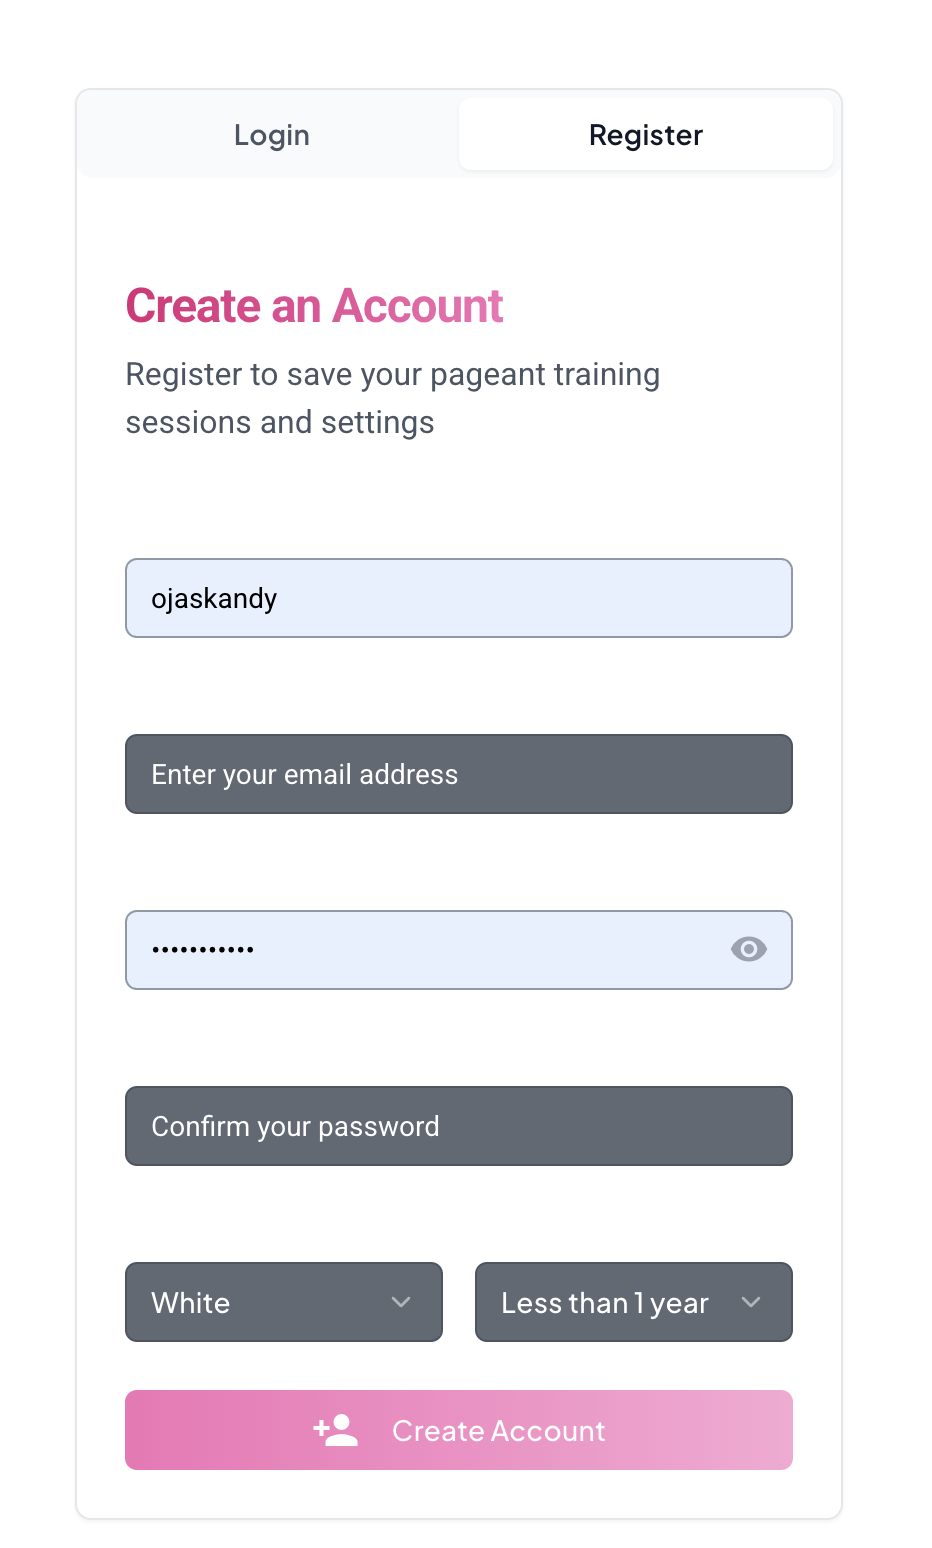 Login
Register
Create an Account
Register to save your pageant training
sessions and settings
ojaskandy
Enter your email address
•••••••••••
Confirm your password
White
Less than 1 year
Create Account